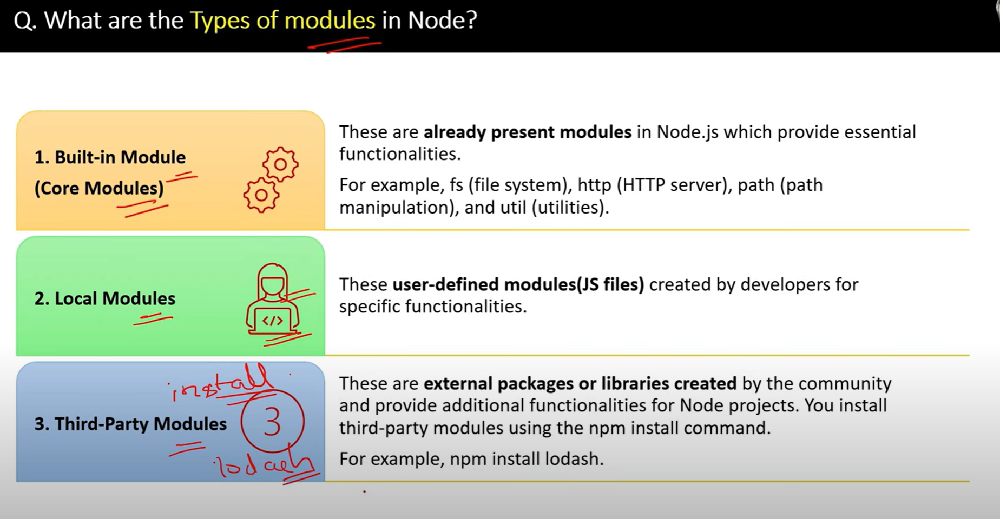 Q. What are the Types of modules in Node?
1. Built-in Module
(Core Modules)
These are already present modules in Node.js which provide essential
functionalities.
For example, fs (file system), http (HTTP server), path (path
manipulation), and util (utilities).
2. Local Modules
</>
These user-defined modules(JS files) created by developers for
specific functionalities.
install
3. Third-Party Modules
3
lodash
These are external packages or libraries created by the community
and provide additional functionalities for Node projects. You install
third-party modules using the npm install command.
For example, npm install lodash.